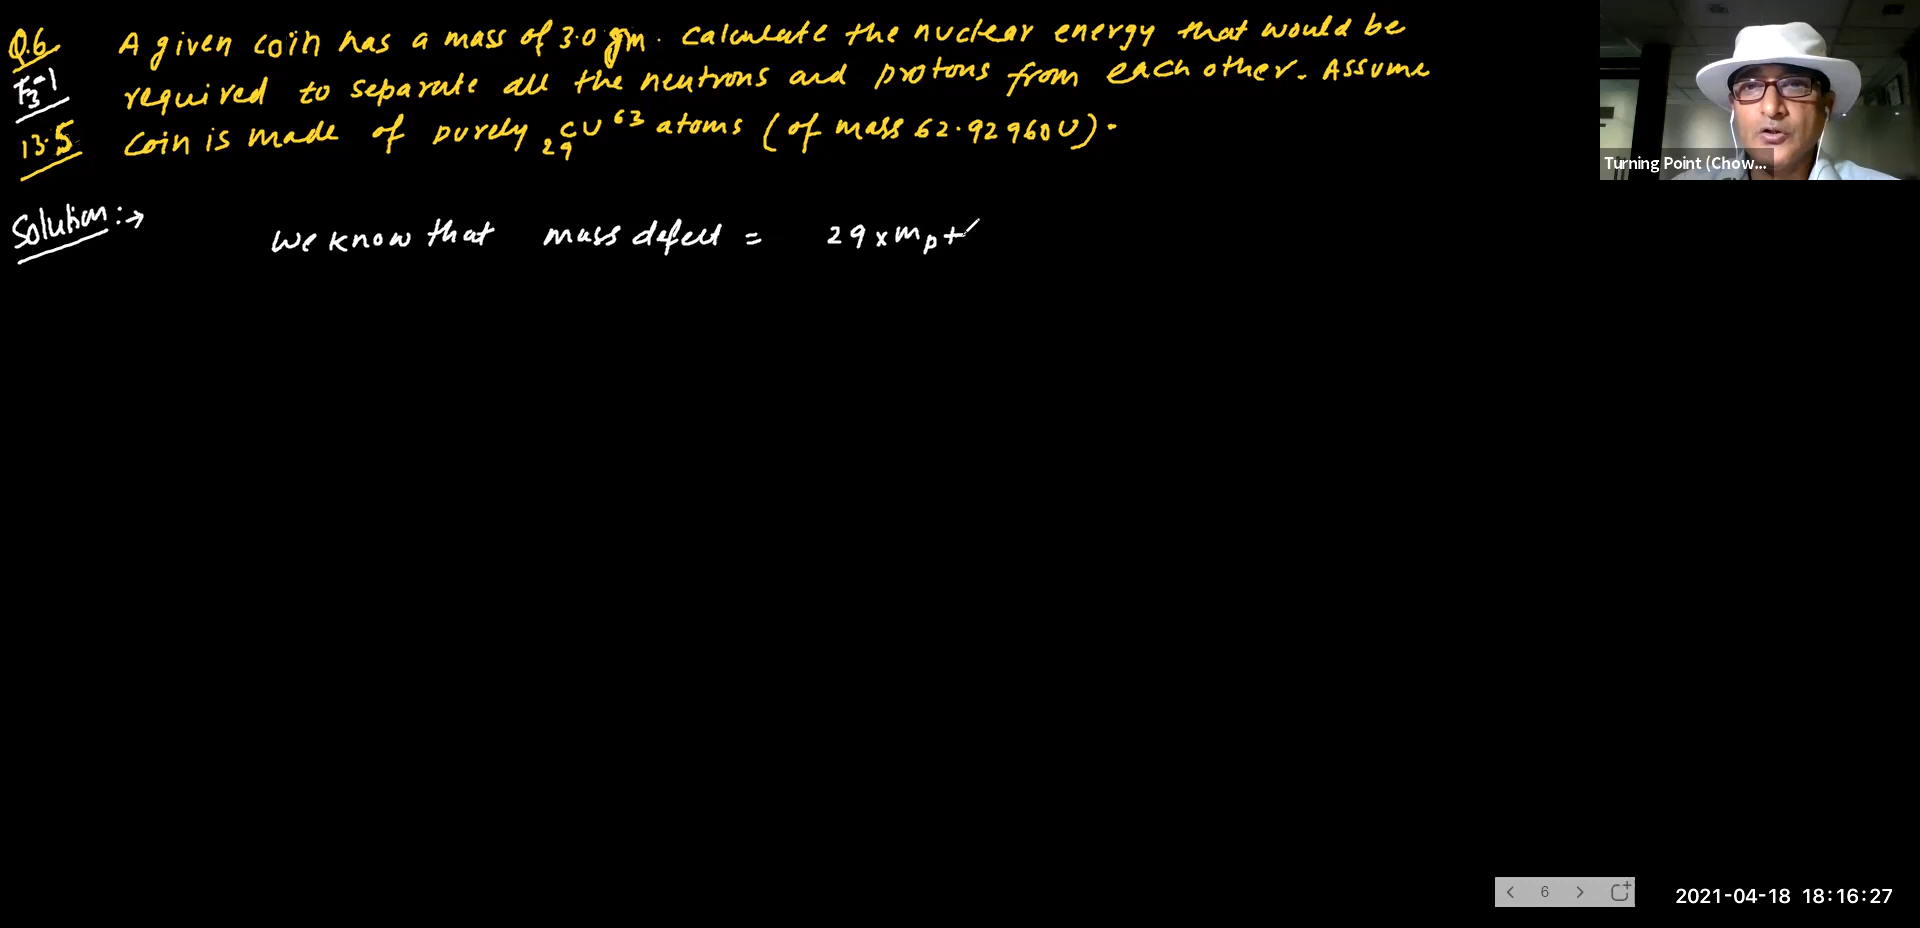 Q.6 A given coin has a mass of 3.0 gm. Calculate the nuclear energy that would be
required to separate all the neutrons and protons from each other. Assume
13.5 coin is made of purely ₂₉Cu⁶³ atoms (of mass 62.92960U).
Solution:→ We know that mass defect = 29 x mp +
Turning Point (Chow...
6
2021-04-18 18:16:27